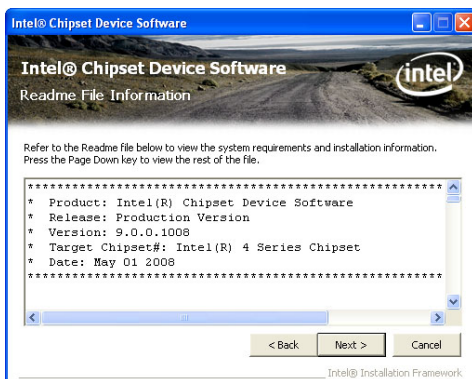 Intel® Chipset Device Software
Intel® Chipset Device Software
Readme File Information
intel
Refer to the Readme file below to view the system requirements and installation information.
Press the Page Down key to view the rest of the file.
************************************************************
* Product: Intel(R) Chipset Device Software
* Release: Production Version
* Version: 9.0.0.1008
* Target Chipset#: Intel(R) 4 Series Chipset
* Date: May 01 2008
************************************************************
< Back
Next >
Cancel
Intel® Installation Framework